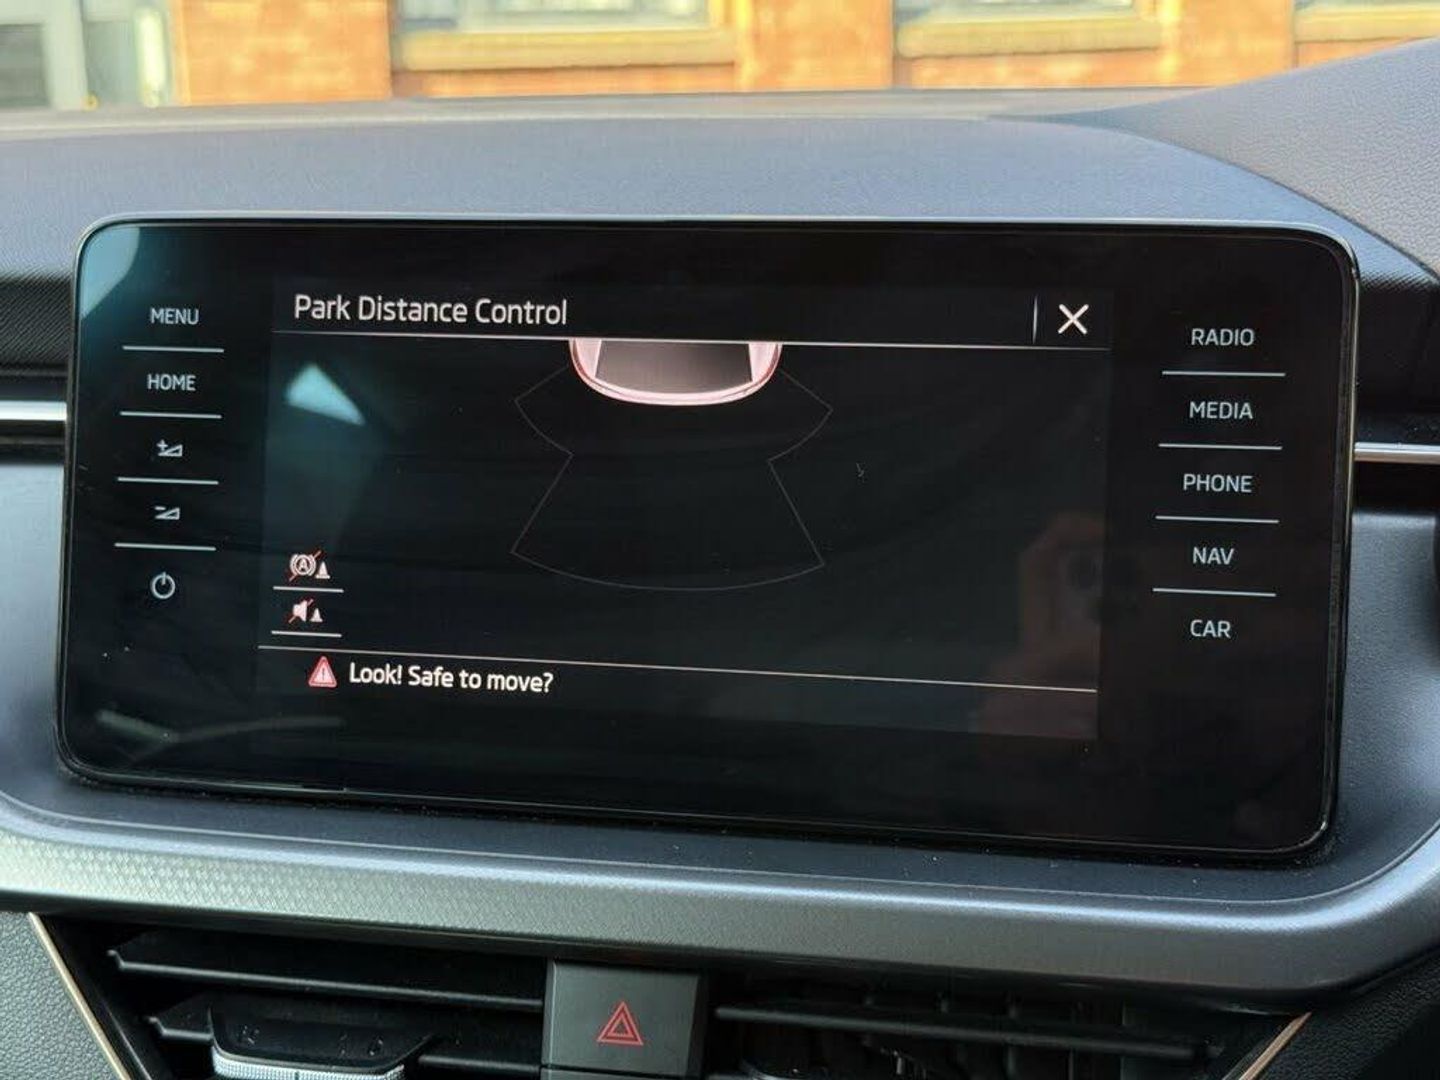 Park Distance Control
MENU
HOME
RADIO
MEDIA
PHONE
NAV
CAR
Look! Safe to move?